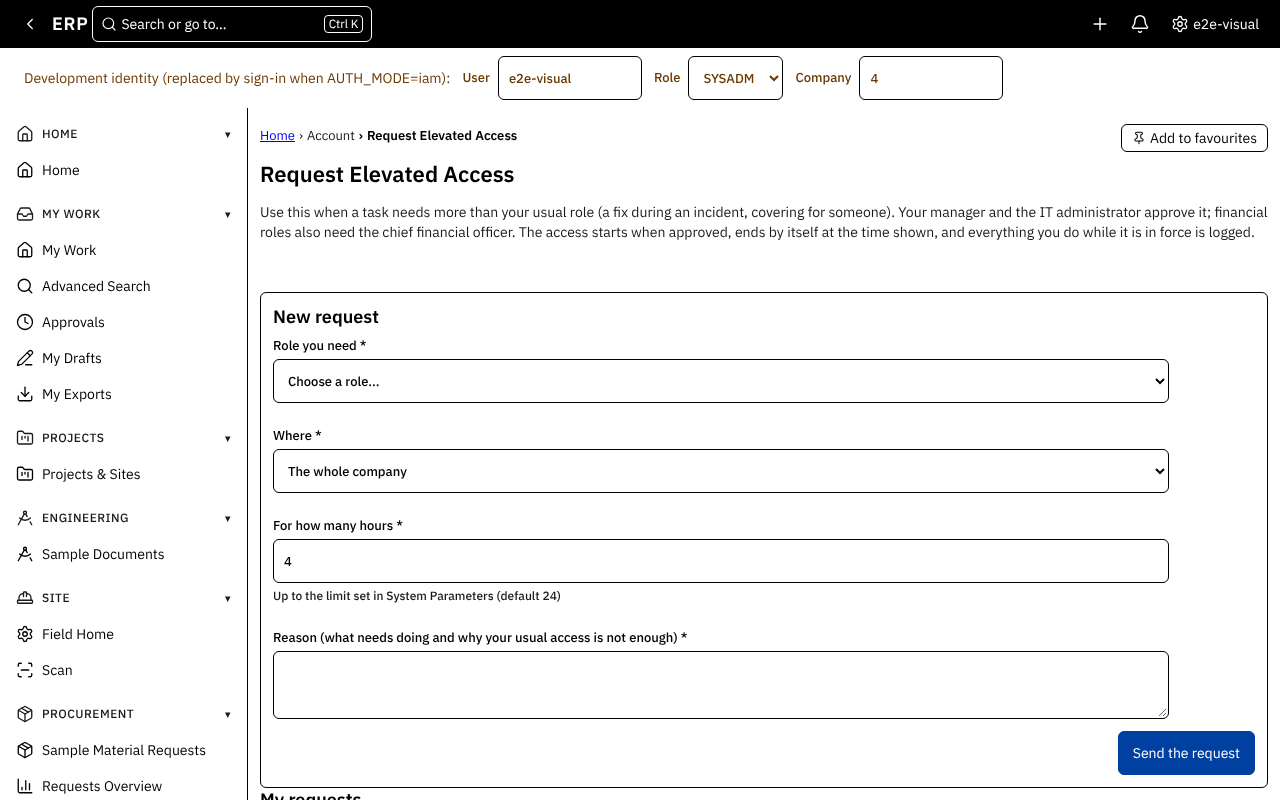 ERP
Search or go to...
Ctrl K
e2e-visual
Development identity (replaced by sign-in when AUTH_MODE=iam):
User
e2e-visual
Role
SYSADM
Company
4
HOME
Home
MY WORK
My Work
Advanced Search
Approvals
My Drafts
My Exports
PROJECTS
Projects & Sites
ENGINEERING
Sample Documents
SITE
Field Home
Scan
PROCUREMENT
Sample Material Requests
Requests Overview
Home › Account › Request Elevated Access
Add to favourites
Request Elevated Access
Use this when a task needs more than your usual role (a fix during an incident, covering for someone). Your manager and the IT administrator approve it; financial
roles also need the chief financial officer. The access starts when approved, ends by itself at the time shown, and everything you do while it is in force is logged.
New request
Role you need *
Choose a role...
Where *
The whole company
For how many hours *
4
Up to the limit set in System Parameters (default 24)
Reason (what needs doing and why your usual access is not enough) *
Send the request
My requests